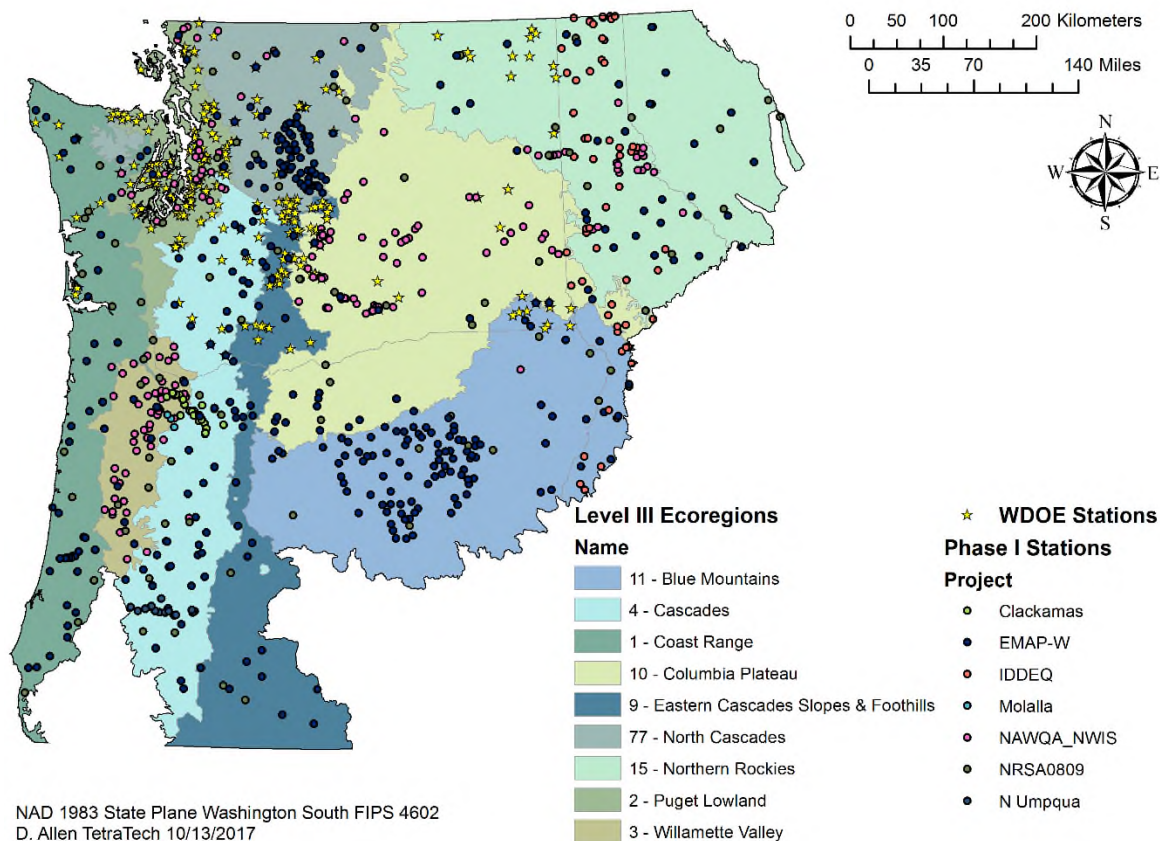 0 50 100 200 Kilometers
0 35 70 140 Miles
N
W E
S
Level III Ecoregions
Name
11 - Blue Mountains
4 - Cascades
1 - Coast Range
10 - Columbia Plateau
9 - Eastern Cascades Slopes & Foothills
77 - North Cascades
15 - Northern Rockies
2 - Puget Lowland
3 - Willamette Valley
WDOE Stations
Phase I Stations
Project
Clackamas
EMAP-W
IDDEQ
Molalla
NAWQA_NWIS
NRSA0809
N Umpqua
NAD 1983 State Plane Washington South FIPS 4602
D. Allen TetraTech 10/13/2017